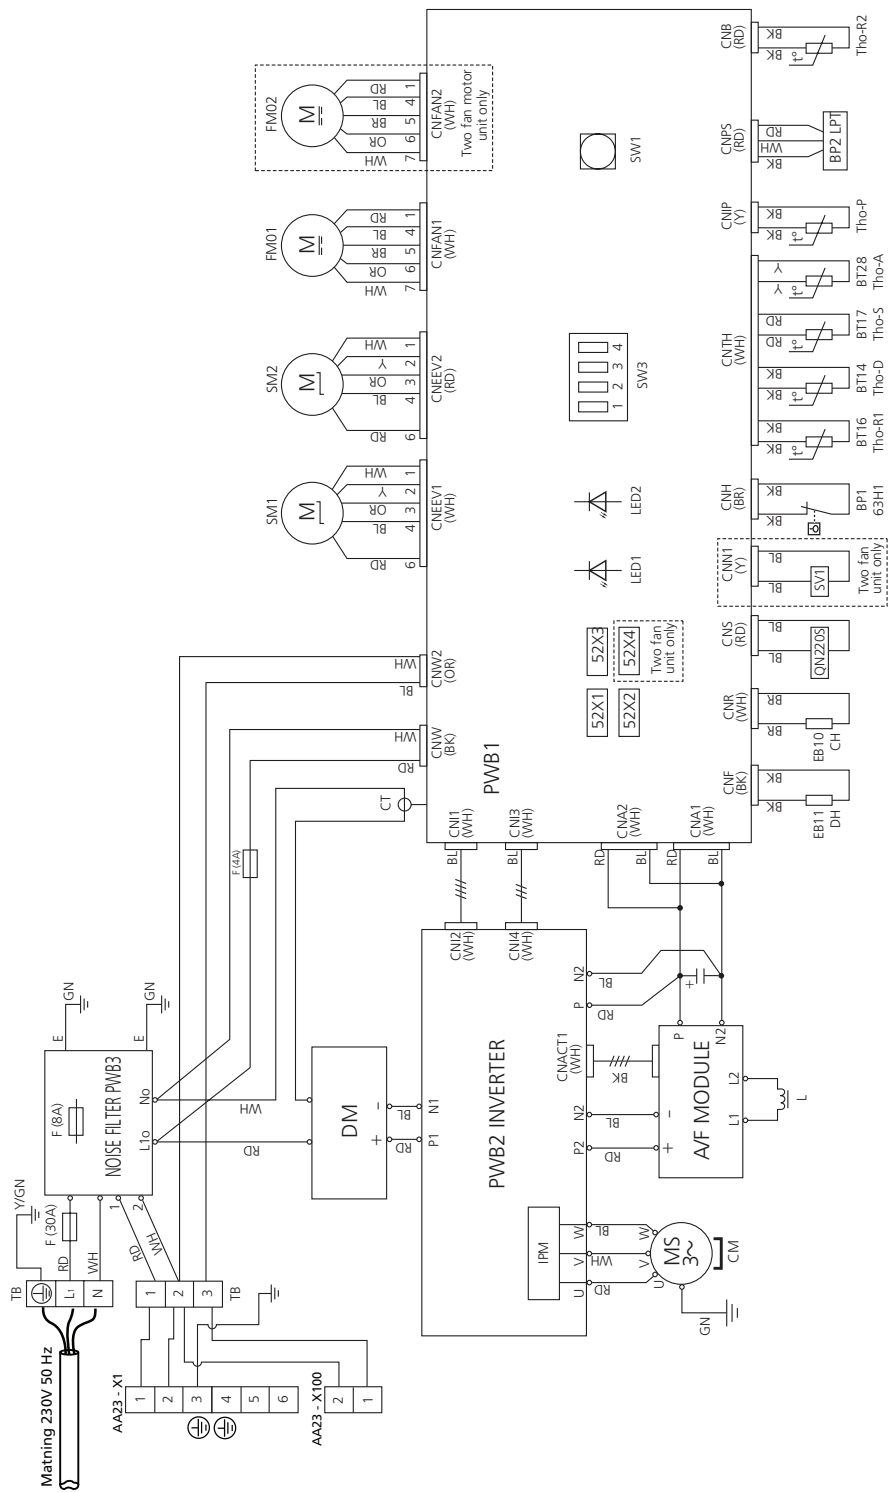 Matning 230V 50 Hz
TB
L1
N
Y/GN
RD
WH
F (30A)
NOISE FILTER PWB3
F (8A)
1
2
L1o
No
E
GN
E
GN
RD
WH
1
2
3
TB
AA23 - X1
1
2
3
4
5
6
AA23 - X100
2
1
RD
WH
F (4A)
DM
+
-
RD
BL
P1
N1
CT
PWB2 INVERTER
IPM
U
V
W
RD
WH
BL
U
V
W
MS
3~
CM
GN
P2
N2
RD
BL
+
-
CNACT1
(WH)
BK
P
N2
RD
BL
A/F MODULE
P
N2
L1
L2
L
+
CNI2
(WH)
CNI4
(WH)
BL
BL
CNI1
(WH)
CNI3
(WH)
CNA2
(WH)
RD
BL
CNA1
(WH)
RD
BL
PWB1
CNW
(BK)
RD
WH
CNW2
(OR)
BL
WH
52X1
52X3
52X2
52X4
Two fan
unit only
LED1
LED2
SW3
1 2 3 4
SW1
SM1
M
RD
BL
OR
Y
WH
6 4 3 2 1
CNEEV1
(WH)
SM2
M
RD
BL
OR
Y
WH
6 4 3 2 1
CNEEV2
(RD)
FM01
M
WH
OR
BR
BL
RD
7 6 5 4 1
CNFAN1
(WH)
FM02
M
WH
OR
BR
BL
RD
7 6 5 4 1
CNFAN2
(WH)
Two fan motor
unit only
CNF
(BK)
BK
BK
EB11
DH
CNR
(WH)
BR
BR
EB10
CH
CNS
(RD)
BL
BL
QN220S
CNN1
(Y)
BL
BL
SV1
Two fan
unit only
CNH
(BR)
BK
BK
BP1
63H1
CNTH
(WH)
BK
BK
t°
BT16
Tho-R1
BK
BK
t°
BT14
Tho-D
RD
RD
t°
BT17
Tho-S
Y
Y
t°
BT28
Tho-A
CNIP
(Y)
BK
BK
t°
Tho-P
CNPS
(RD)
BK
WH
RD
BP2 LPT
CNB
(RD)
BK
BK
t°
Tho-R2